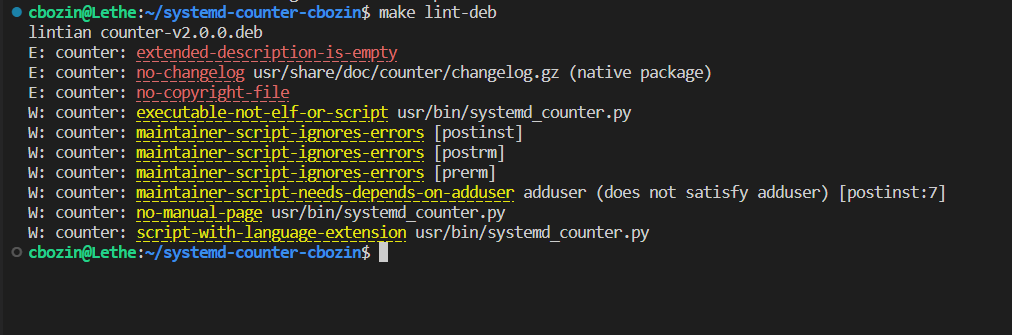 cbozin@Lethe:~/systemd-counter-cbozin$ make lint-deb
lintian counter-v2.0.0.deb
E: counter: extended-description-is-empty
E: counter: no-changelog usr/share/doc/counter/changelog.gz (native package)
E: counter: no-copyright-file
W: counter: executable-not-elf-or-script usr/bin/systemd_counter.py
W: counter: maintainer-script-ignores-errors [postinst]
W: counter: maintainer-script-ignores-errors [postrm]
W: counter: maintainer-script-ignores-errors [prerm]
W: counter: maintainer-script-needs-depends-on-adduser adduser (does not satisfy adduser) [postinst:7]
W: counter: no-manual-page usr/bin/systemd_counter.py
W: counter: script-with-language-extension usr/bin/systemd_counter.py
cbozin@Lethe:~/systemd-counter-cbozin$